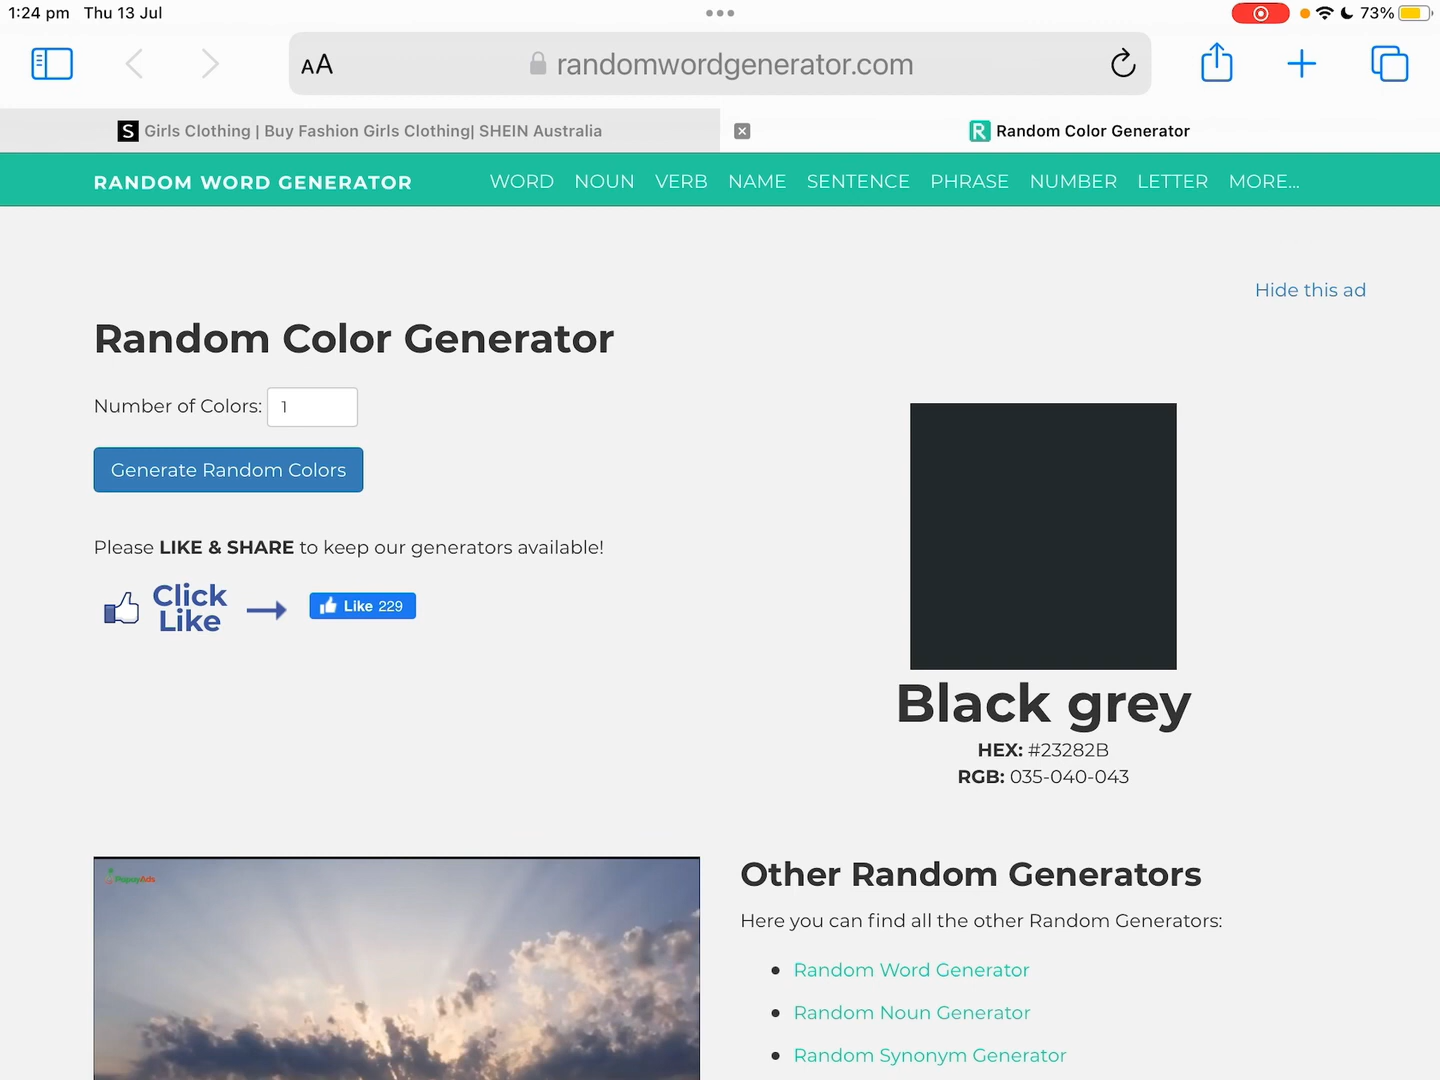 1:24 pm Thu 13 Jul
73%
AA
randomwordgenerator.com
S Girls Clothing | Buy Fashion Girls Clothing| SHEIN Australia
R Random Color Generator
RANDOM WORD GENERATOR
WORD NOUN VERB NAME SENTENCE PHRASE NUMBER LETTER MORE...
Hide this ad
Random Color Generator
Number of Colors: 1
Generate Random Colors
Please LIKE & SHARE to keep our generators available!
Click
Like
Like 229
Black grey
HEX: #23282B
RGB: 035-040-043
PapayAds
Other Random Generators
Here you can find all the other Random Generators:
Random Word Generator
Random Noun Generator
Random Synonym Generator